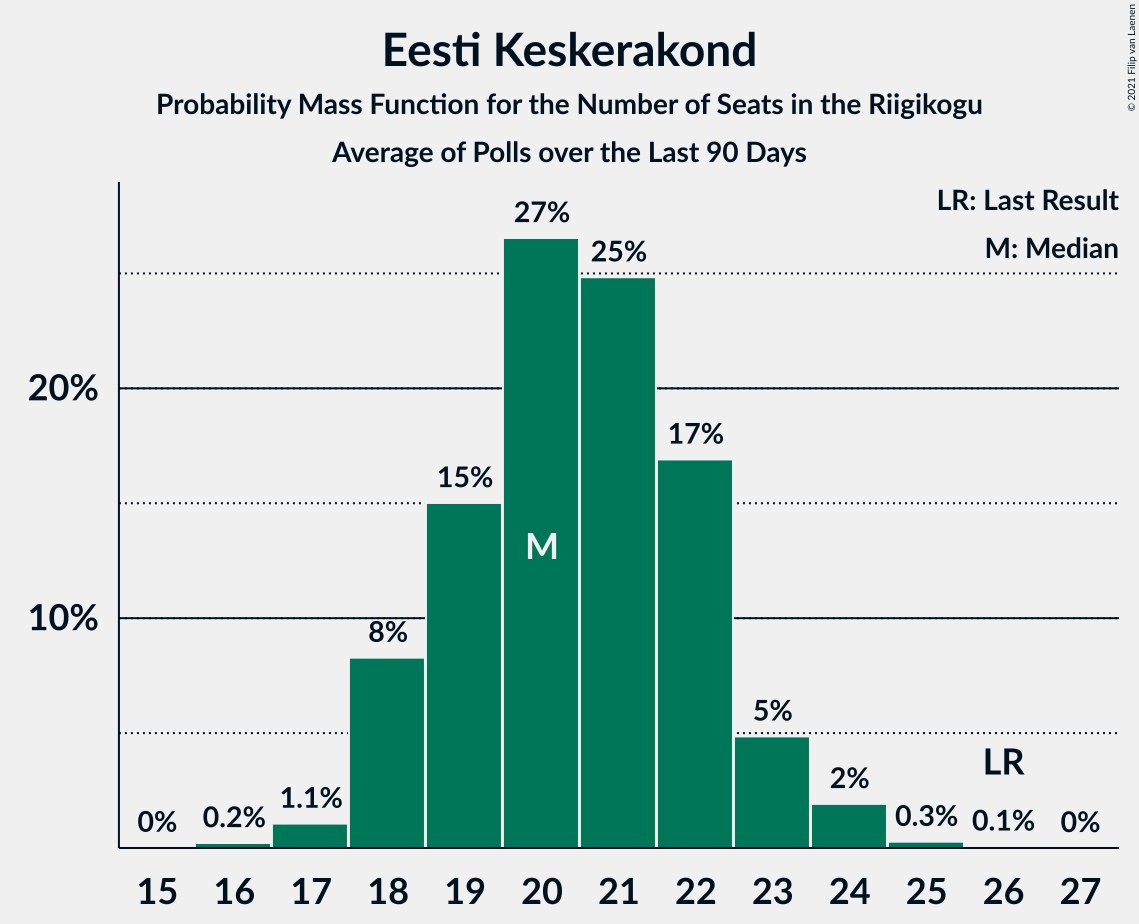 Eesti Keskerakond
Probability Mass Function for the Number of Seats in the Riigikogu
Average of Polls over the Last 90 Days
© 2021 Filip van Laenen
LR: Last Result
M: Median
20%
10%
0%
0.2%
1.1%
8%
15%
27%
25%
17%
5%
2%
0.3%
0.1%
0%
M
LR
15 16 17 18 19 20 21 22 23 24 25 26 27